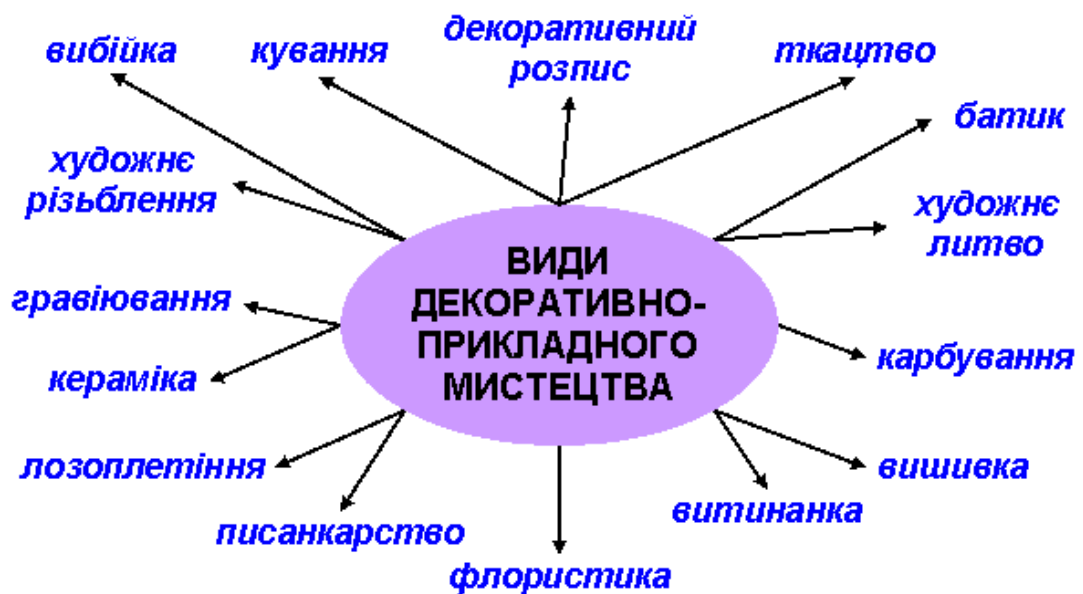 вибійка
кування
декоративний
розпис
ткацтво
батик
художнє
різьблення
художнє
литво
ВИДИ
ДЕКОРАТИВНО-
ПРИКЛАДНОГО
МИСТЕЦТВА
гравіювання
кераміка
карбування
лозоплетіння
вишивка
писанкарство
витинанка
флористика